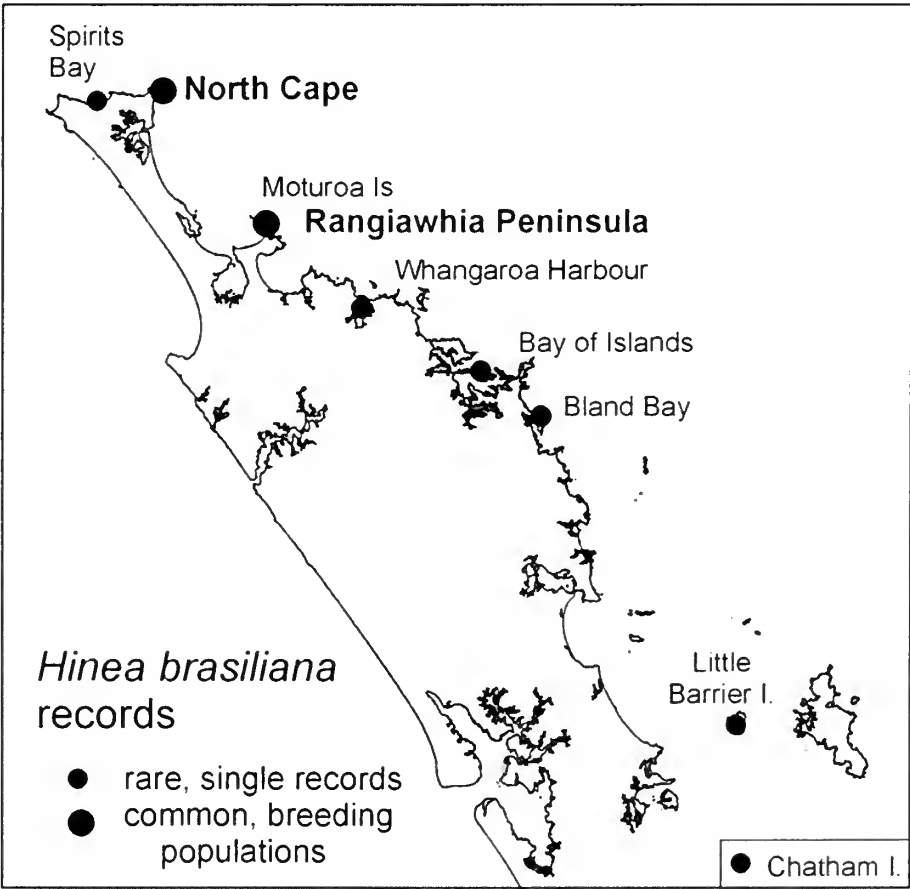 Spirits
Bay
North Cape
Moturoa Is
Rangiawhia Peninsula
Whangaroa Harbour
Bay of Islands
Bland Bay
Little
Barrier I.
Hinea brasiliana
records
rare, single records
common, breeding
populations
Chatham I.